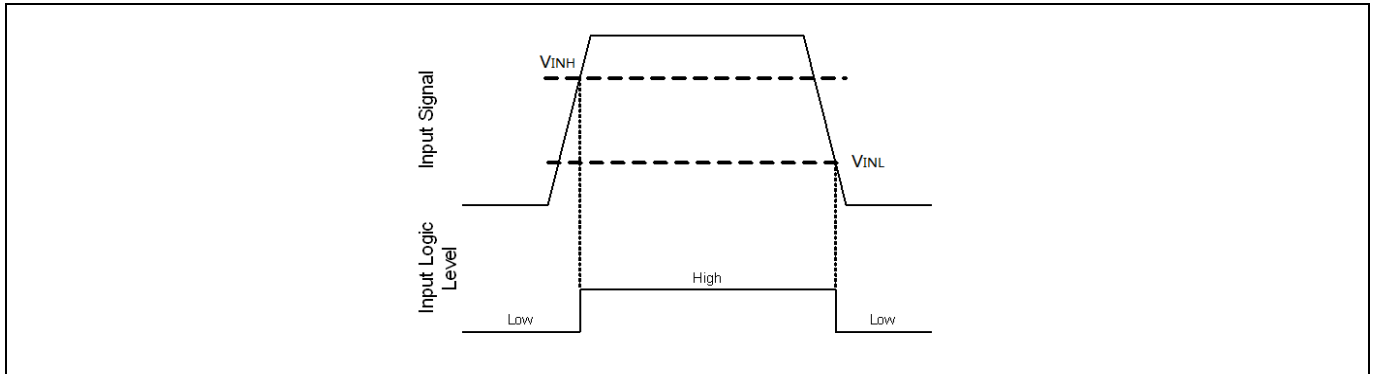 VINH
Input Signal
VINL
Input Logic
Level
High
Low
Low